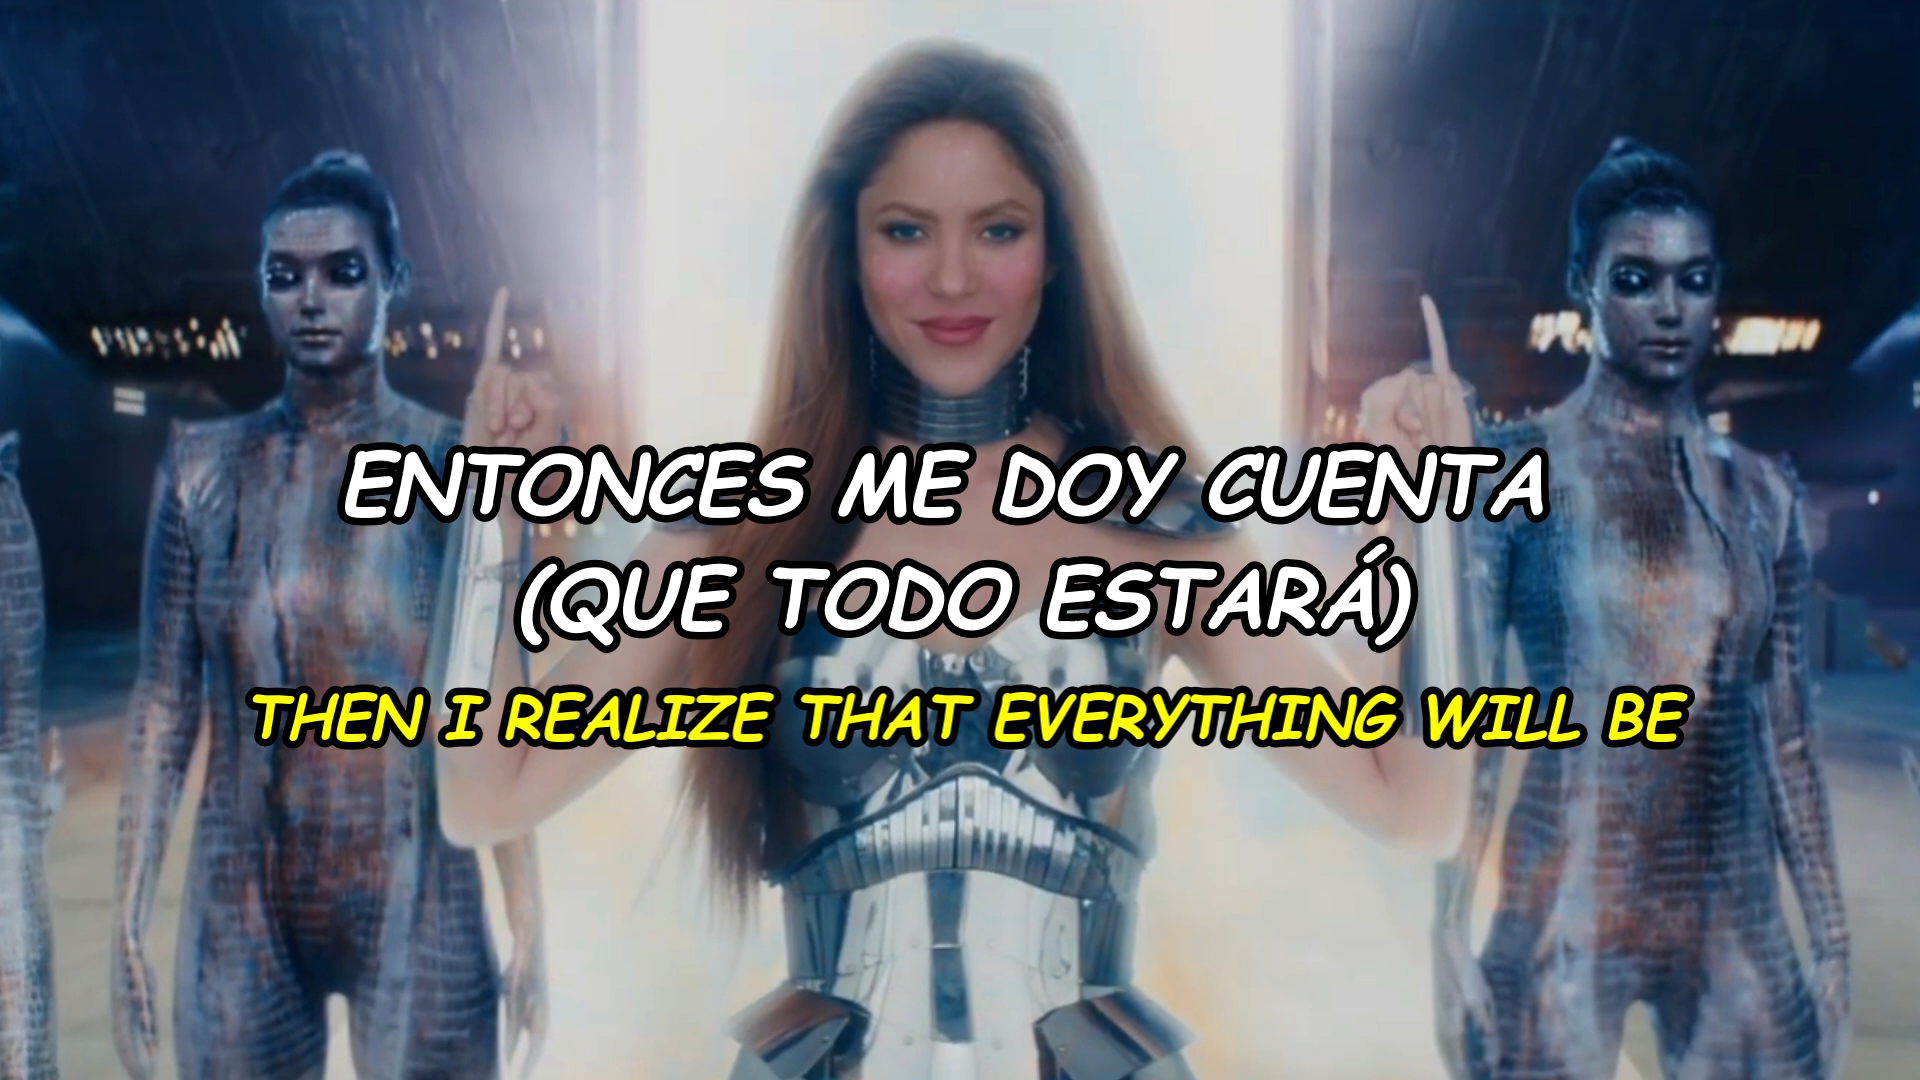 ENTONCES ME DOY CUENTA
(QUE TODO ESTARÁ)
THEN I REALIZE THAT EVERYTHING WILL BE